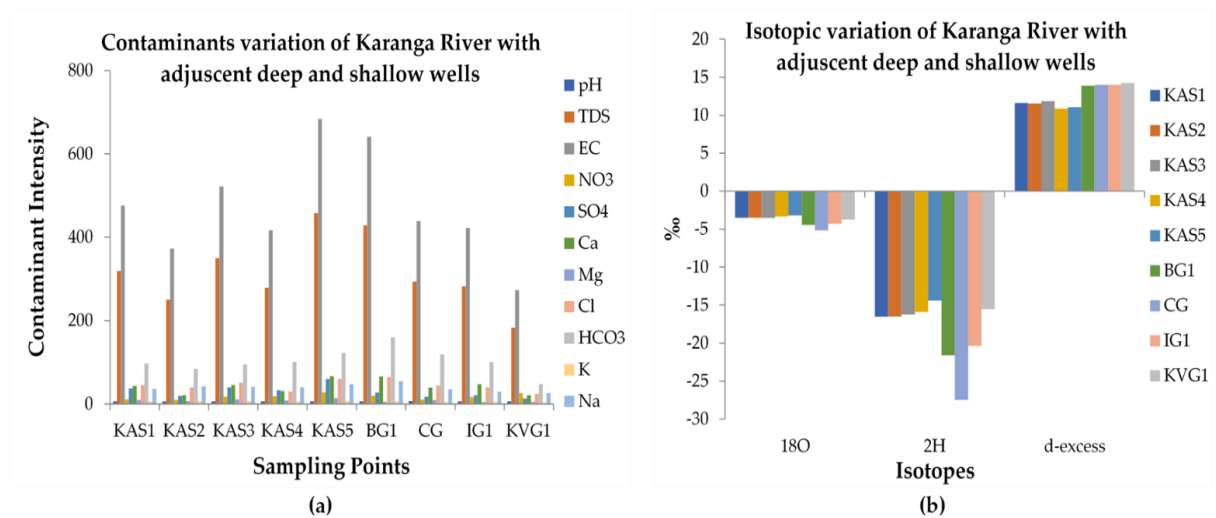 Contaminants variation of Karanga River with
adjuscent deep and shallow wells
800
600
400
200
0
Contaminant Intensity
KAS1 KAS2 KAS3 KAS4 KAS5 BG1 CG IG1 KVG1
Sampling Points
pH
TDS
EC
NO3
SO4
Ca
Mg
Cl
HCO3
K
Na
(a)
Isotopic variation of Karanga River with
adjuscent deep and shallow wells
20
15
10
5
0
-5
-10
-15
-20
-25
-30
‰
18O 2H d-excess
Isotopes
KAS1
KAS2
KAS3
KAS4
KAS5
BG1
CG
IG1
KVG1
(b)